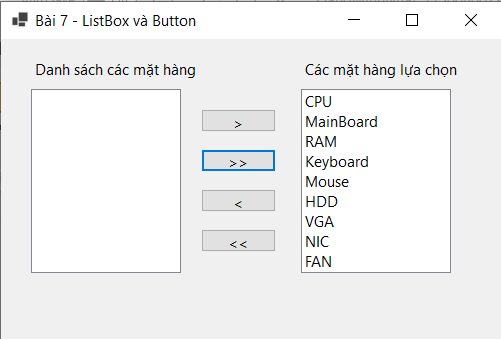 Bài 7 - ListBox và Button
Danh sách các mặt hàng
Các mặt hàng lựa chọn
>
>>
<
<<
CPU
MainBoard
RAM
Keyboard
Mouse
HDD
VGA
NIC
FAN